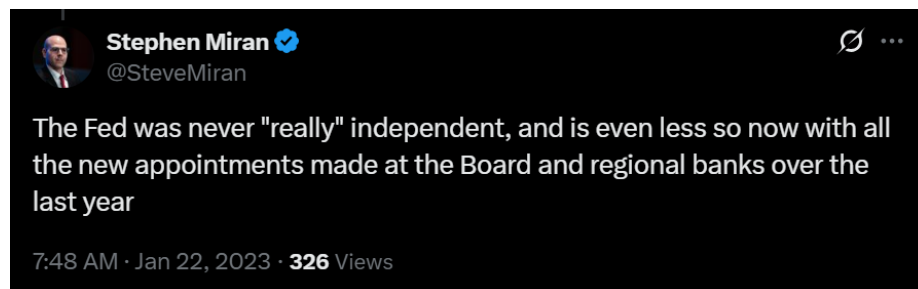 Stephen Miran
@SteveMiran
The Fed was never "really" independent, and is even less so now with all
the new appointments made at the Board and regional banks over the
last year
7:48 AM · Jan 22, 2023 · 326 Views